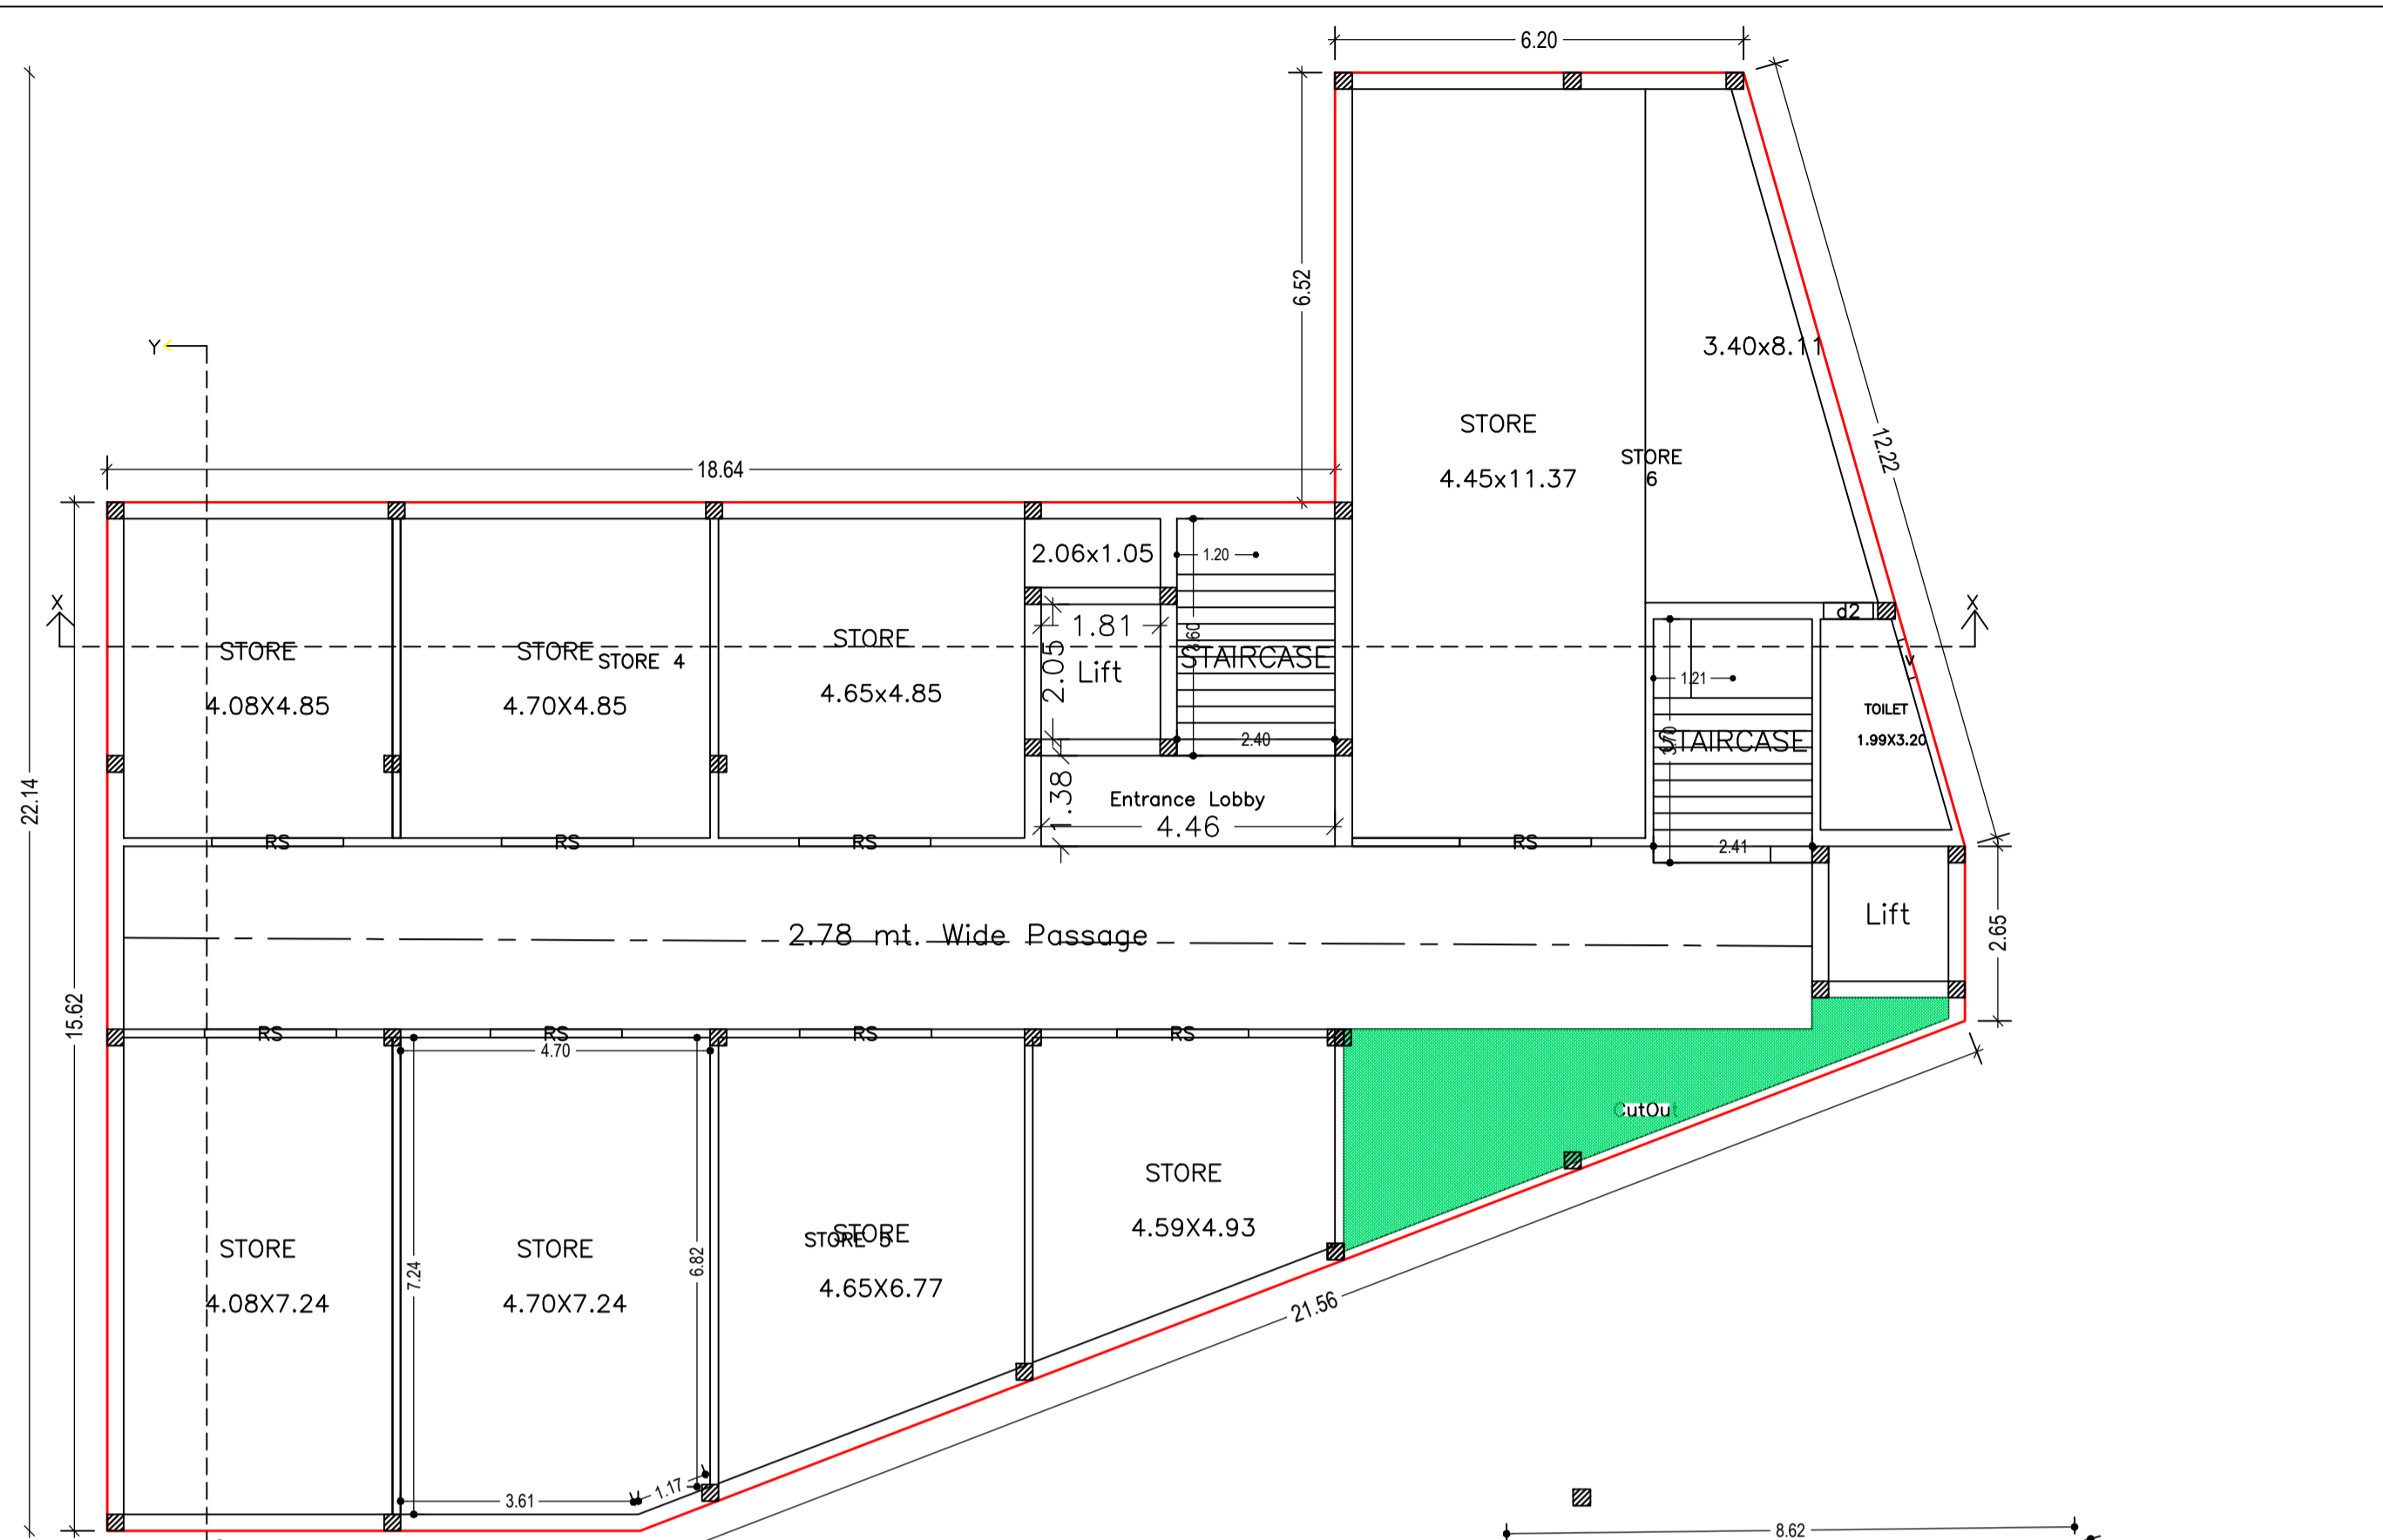 6.20
6.52
12.22
Y
3.40x8.11
STORE
4.45x11.37
STORE
6
18.64
2.06x1.05
1.20
X
X
d2
STORE
4.08X4.85
STORE
STORE 4
4.70X4.85
STORE
4.65x4.85
1.81
2.05
Lift
3.60
STAIRCASE
2.40
1.21
3.70
STAIRCASE
2.41
V
TOILET
1.99X3.20
22.14
1.38
Entrance Lobby
4.46
RS
RS
RS
RS
Lift
2.65
2.78 mt. Wide Passage
15.62
RS
RS
RS
RS
4.70
CutOut
STORE
4.59X4.93
STORE
4.08X7.24
STORE
4.70X7.24
7.24
6.82
STORE
STORE 5
4.65X6.77
21.56
3.61
1.17
8.62